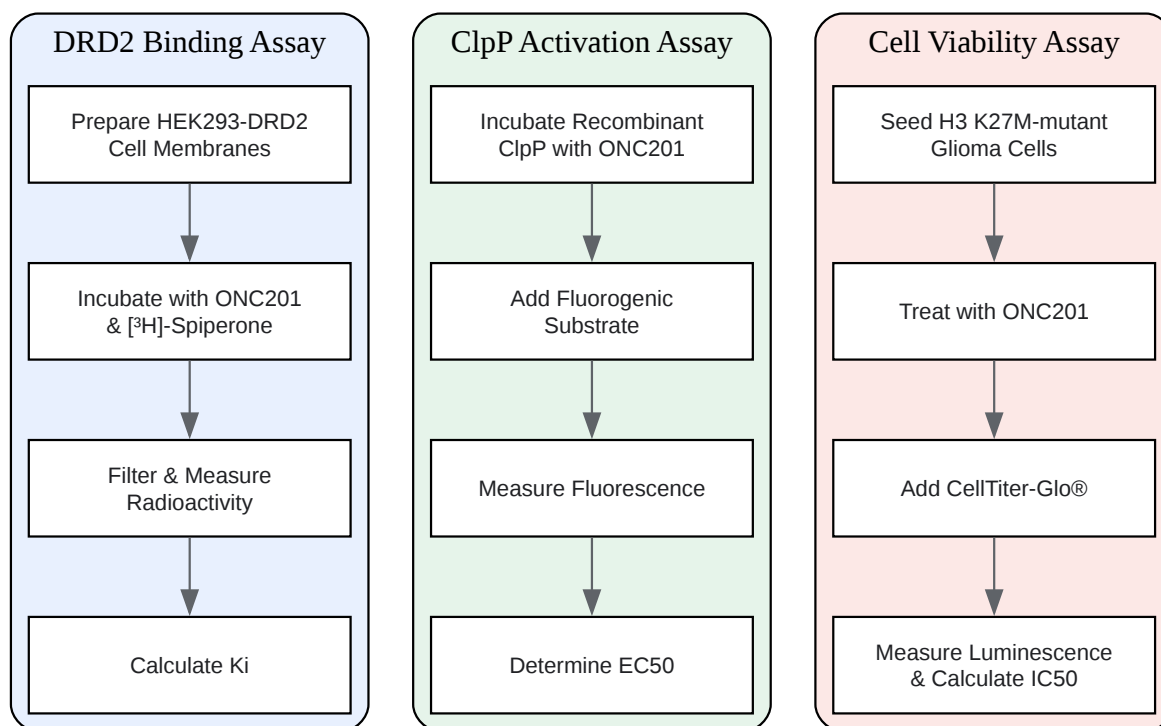 DRD2 Binding Assay
Prepare HEK293-DRD2
Cell Membranes
Incubate with ONC201
& [³H]-Spiperone
Filter & Measure
Radioactivity
Calculate Ki
ClpP Activation Assay
Incubate Recombinant
ClpP with ONC201
Add Fluorogenic
Substrate
Measure Fluorescence
Determine EC50
Cell Viability Assay
Seed H3 K27M-mutant
Glioma Cells
Treat with ONC201
Add CellTiter-Glo®
Measure Luminescence
& Calculate IC50